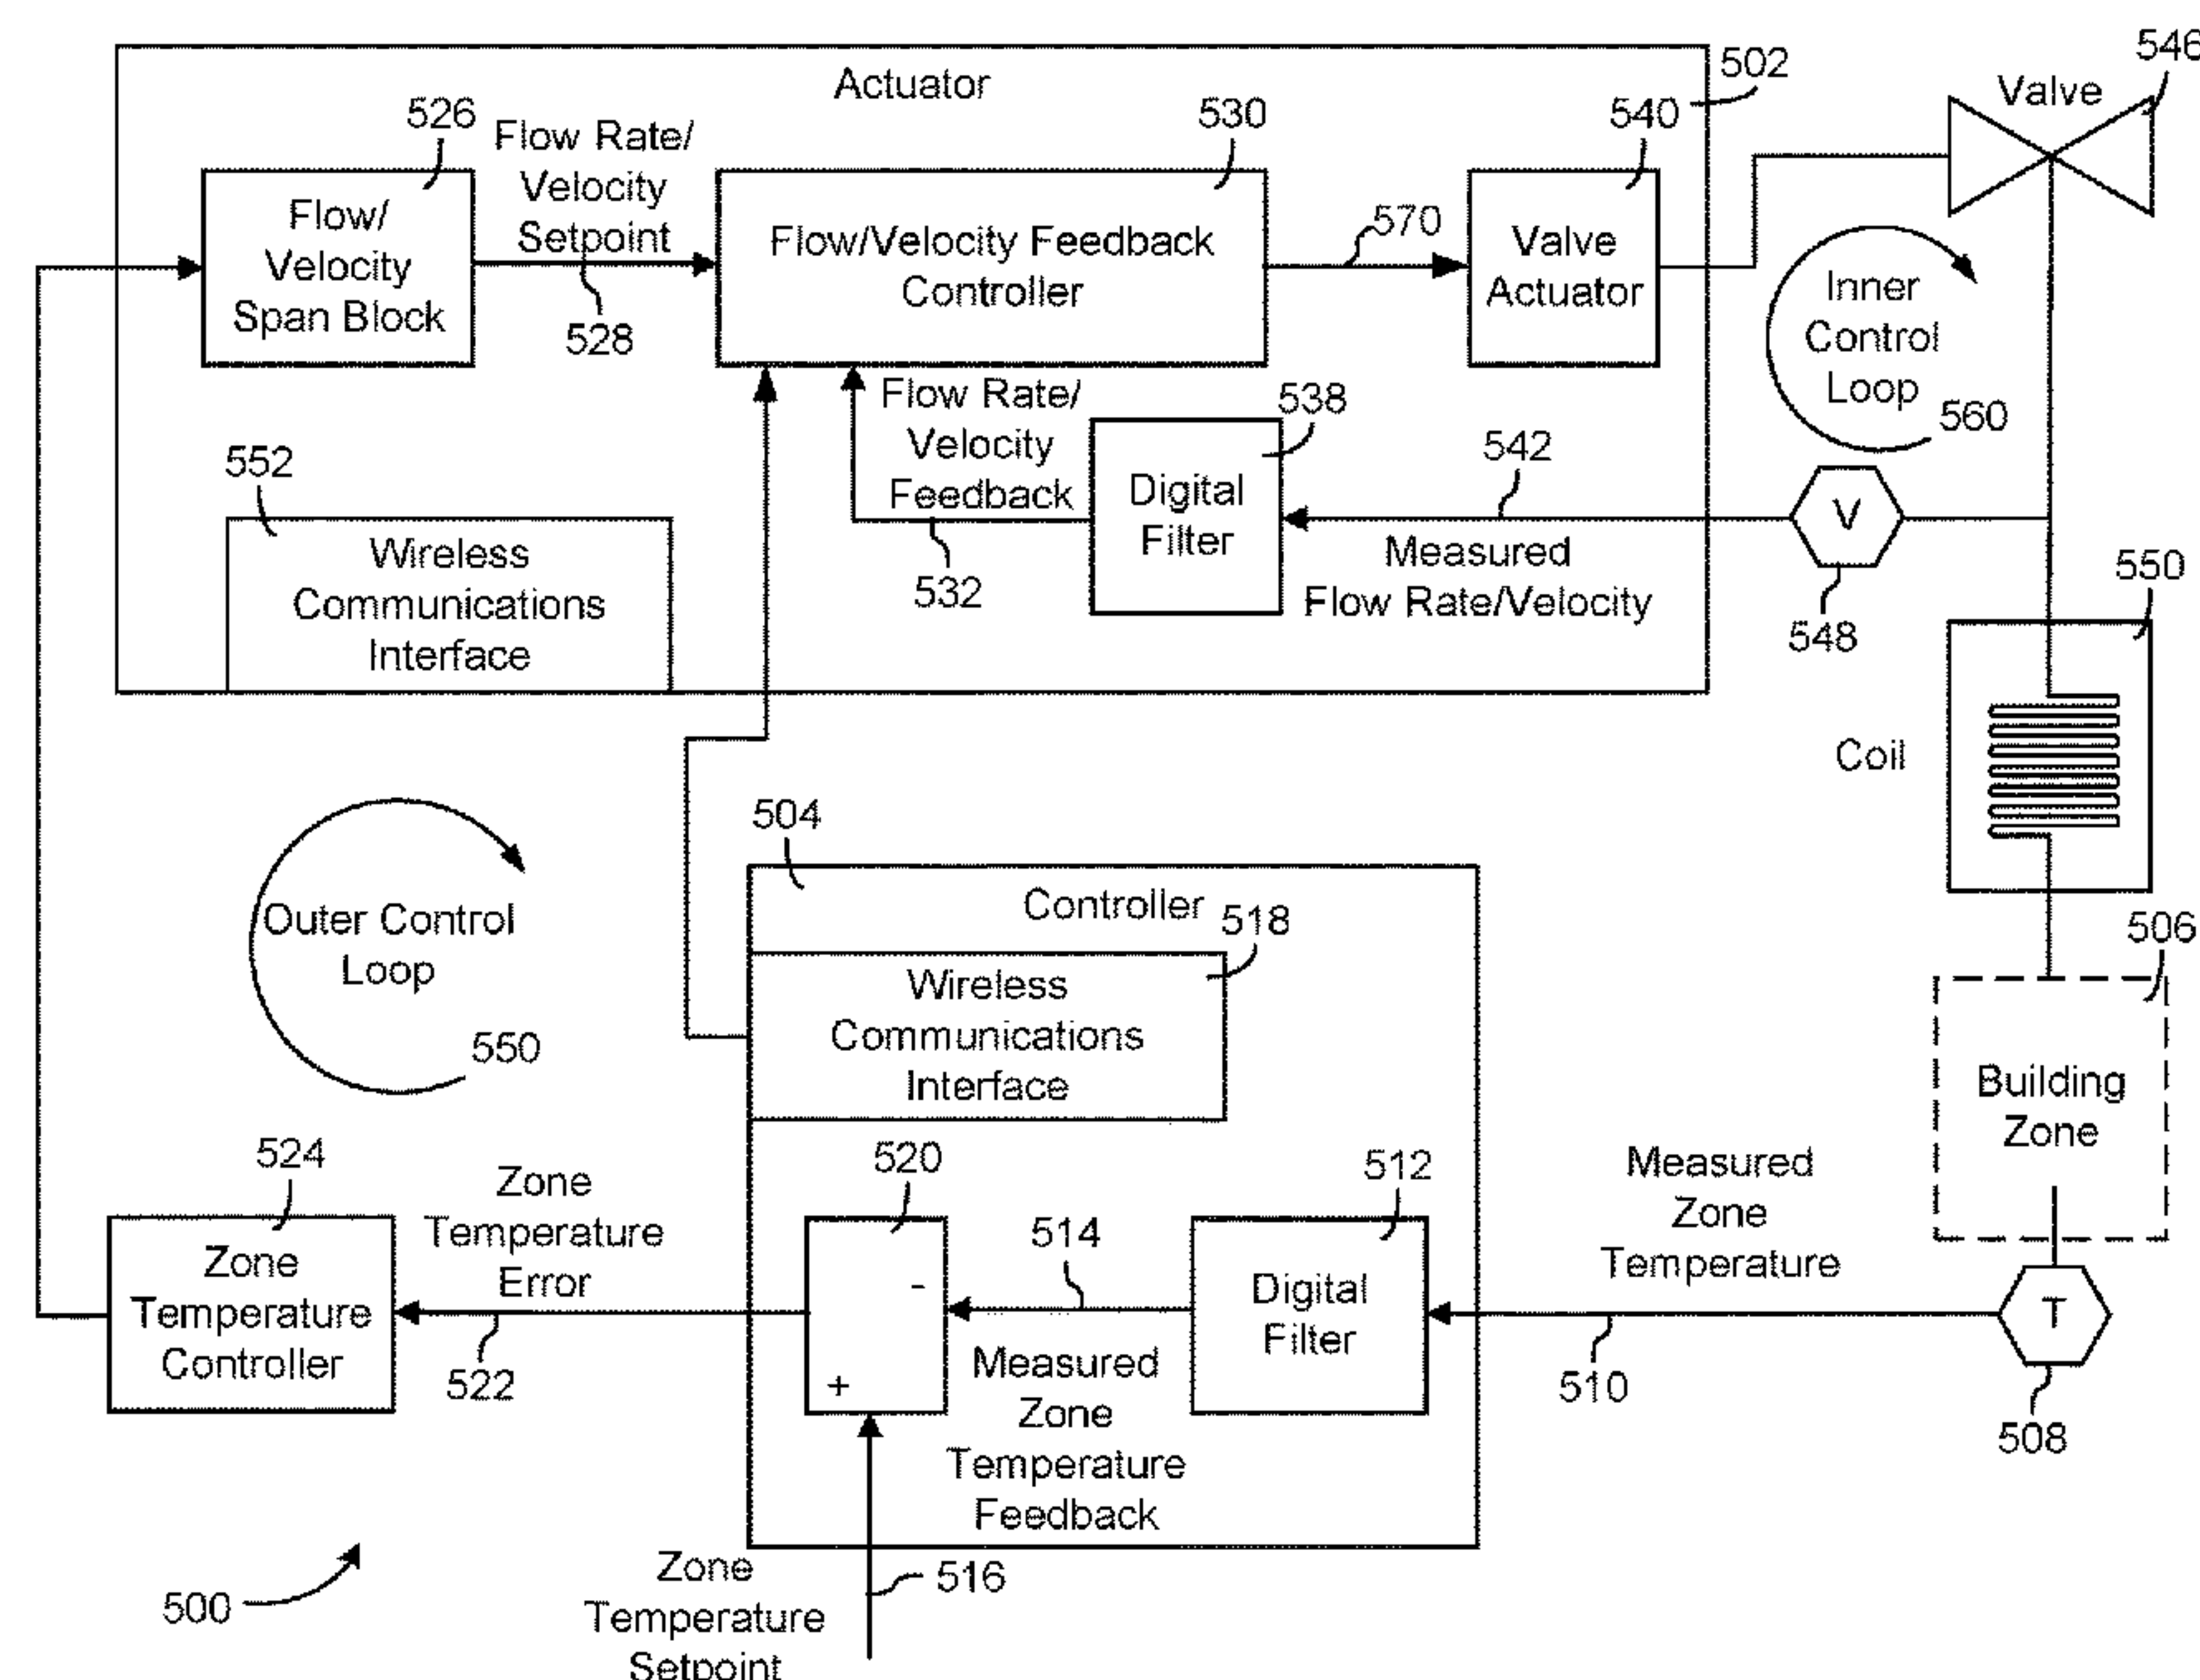 Actuator
502
546
Valve
526
Flow Rate/
Velocity
Setpoint
528
530
540
Flow/
Velocity
Span Block
Flow/Velocity Feedback
Controller
570
Valve
Actuator
Inner
Control
Loop
560
Flow Rate/
Velocity
Feedback
532
538
Digital
Filter
542
Measured
Flow Rate/Velocity
V
548
552
Wireless
Communications
Interface
550
Coil
504
Controller
518
Wireless
Communications
Interface
Outer Control
Loop
550
506
Building
Zone
524
Zone
Temperature
Controller
Zone
Temperature
Error
522
520
-
+
514
Measured
Zone
Temperature
Feedback
512
Digital
Filter
Measured
Zone
Temperature
510
T
508
500
516
Zone
Temperature
Setpoint